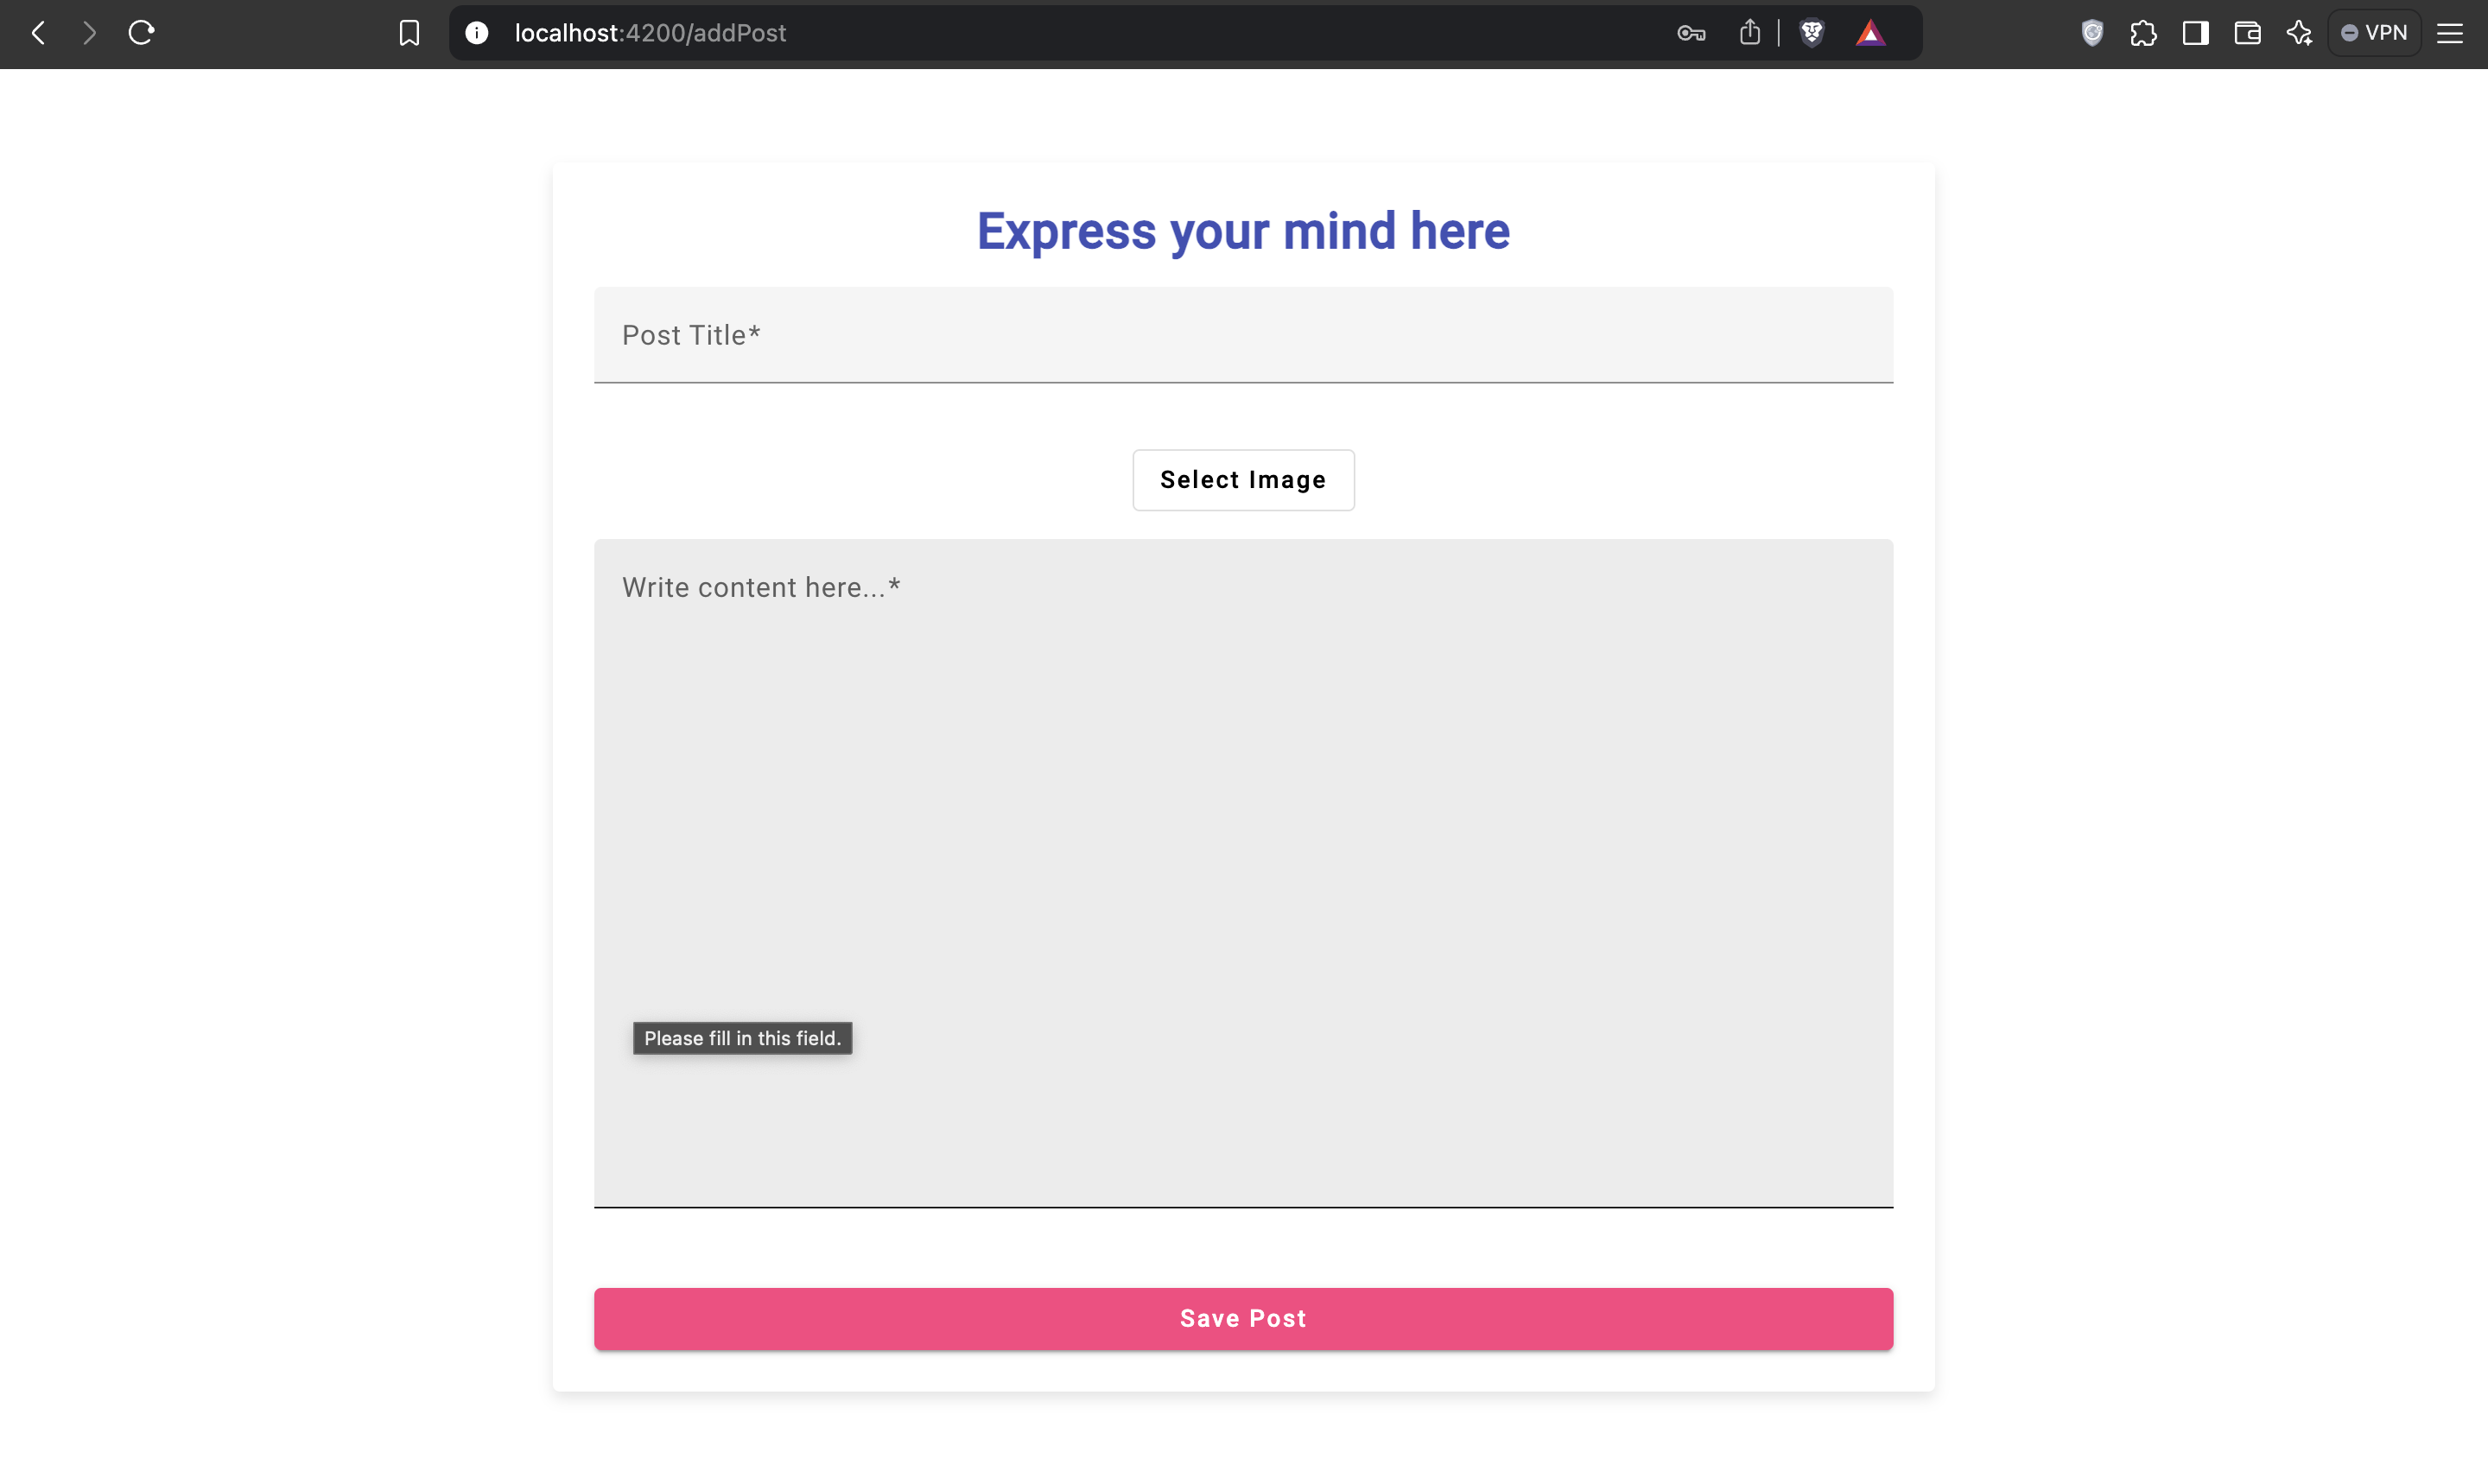 localhost:4200/addPost
VPN
Express your mind here
Post Title*
Select Image
Write content here...*
Please fill in this field.
Save Post